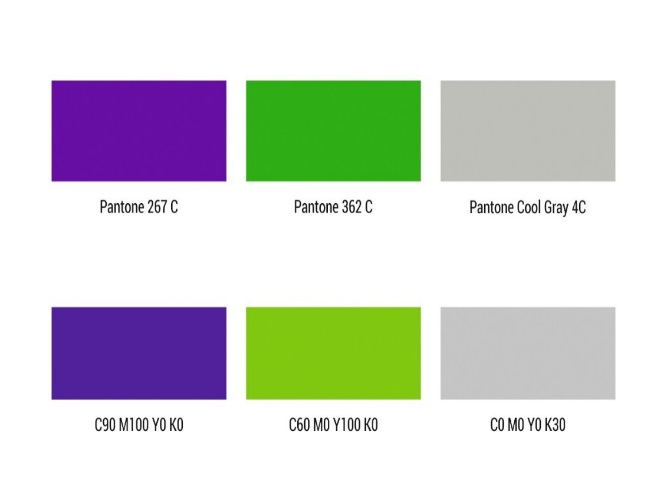 Pantone 267 C
Pantone 362 C
Pantone Cool Gray 4C
C90 M100 Y0 K0
C60 M0 Y100 K0
C0 M0 Y0 K30